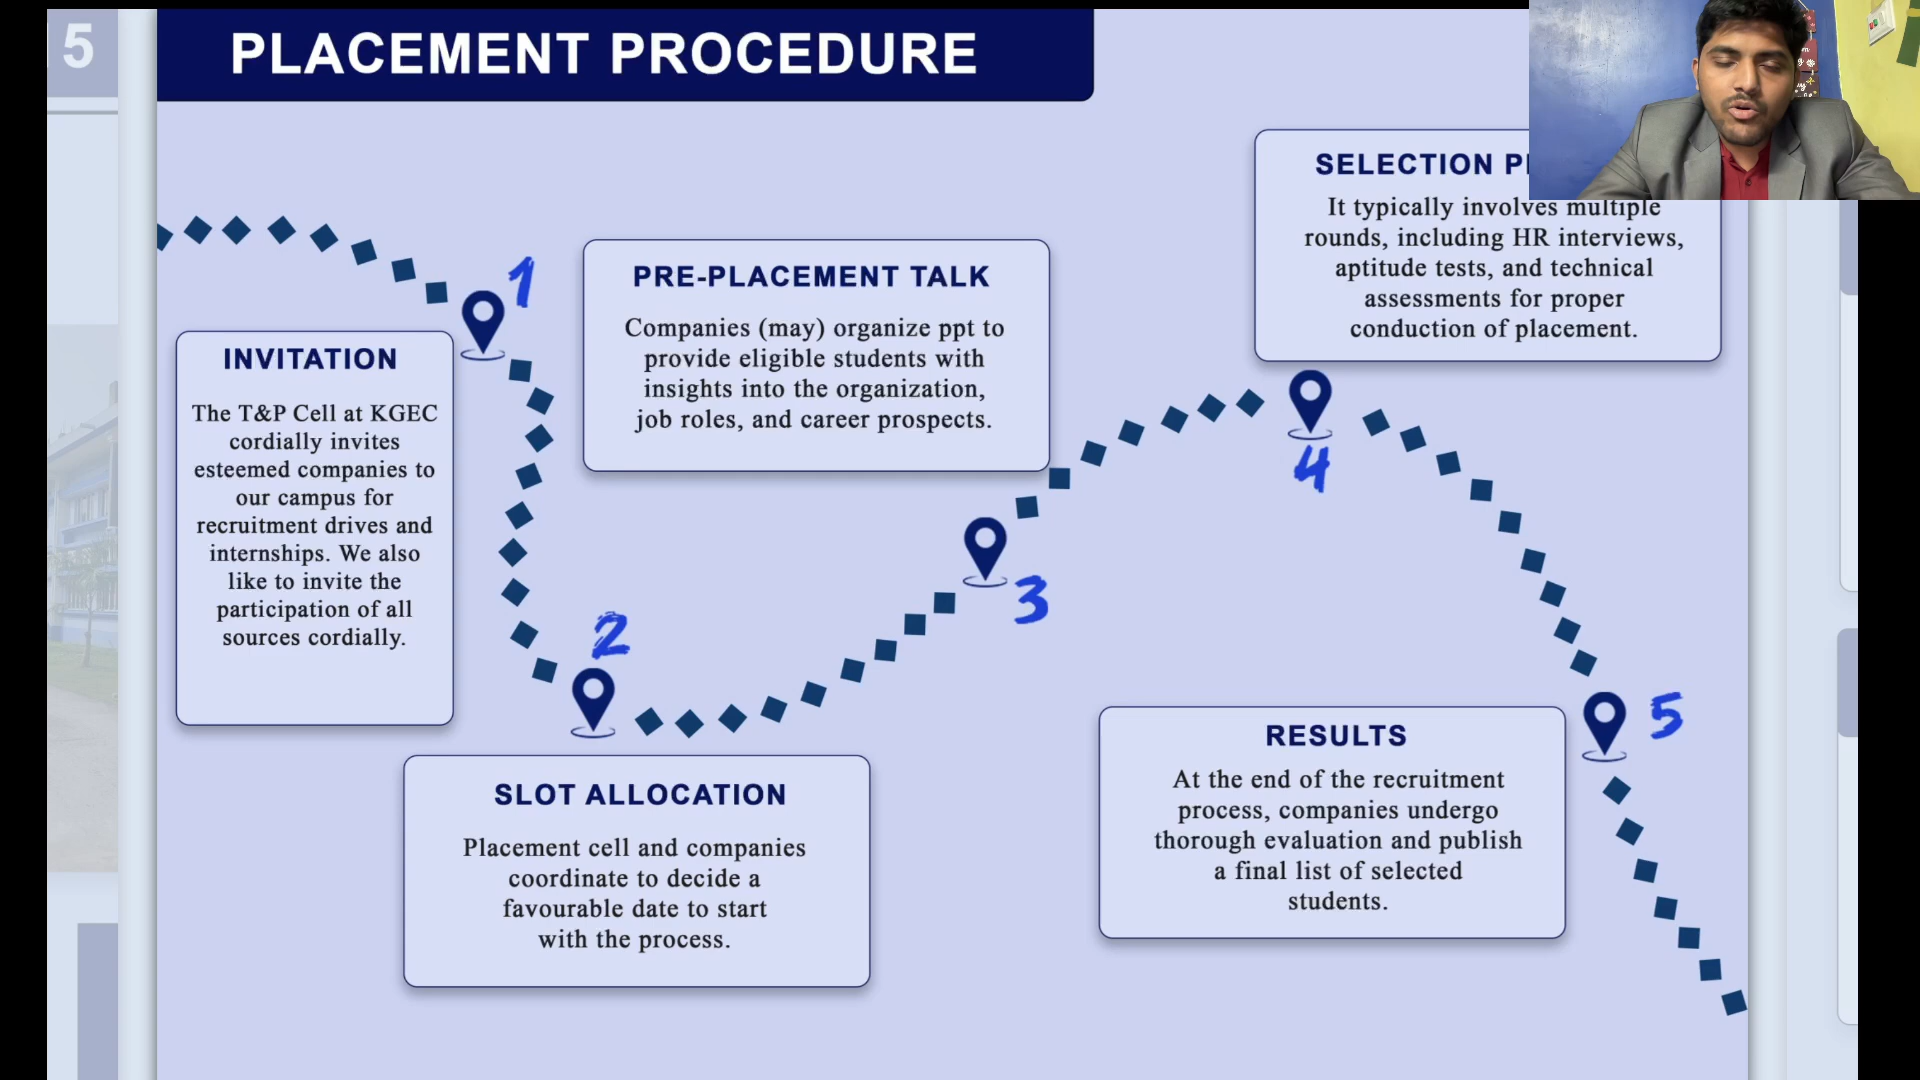 15
PLACEMENT PROCEDURE
1
INVITATION
The T&P Cell at KGEC
cordially invites
esteemed companies to
our campus for
recruitment drives and
internships. We also
like to invite the
participation of all
sources cordially.
2
SLOT ALLOCATION
Placement cell and companies
coordinate to decide a
favourable date to start
with the process.
PRE-PLACEMENT TALK
Companies (may) organize ppt to
provide eligible students with
insights into the organization,
job roles, and career prospects.
3
SELECTION
It typically involves multiple
rounds, including HR interviews,
aptitude tests, and technical
assessments for proper
conduction of placement.
4
RESULTS
At the end of the recruitment
process, companies undergo
thorough evaluation and publish
a final list of selected
students.
5